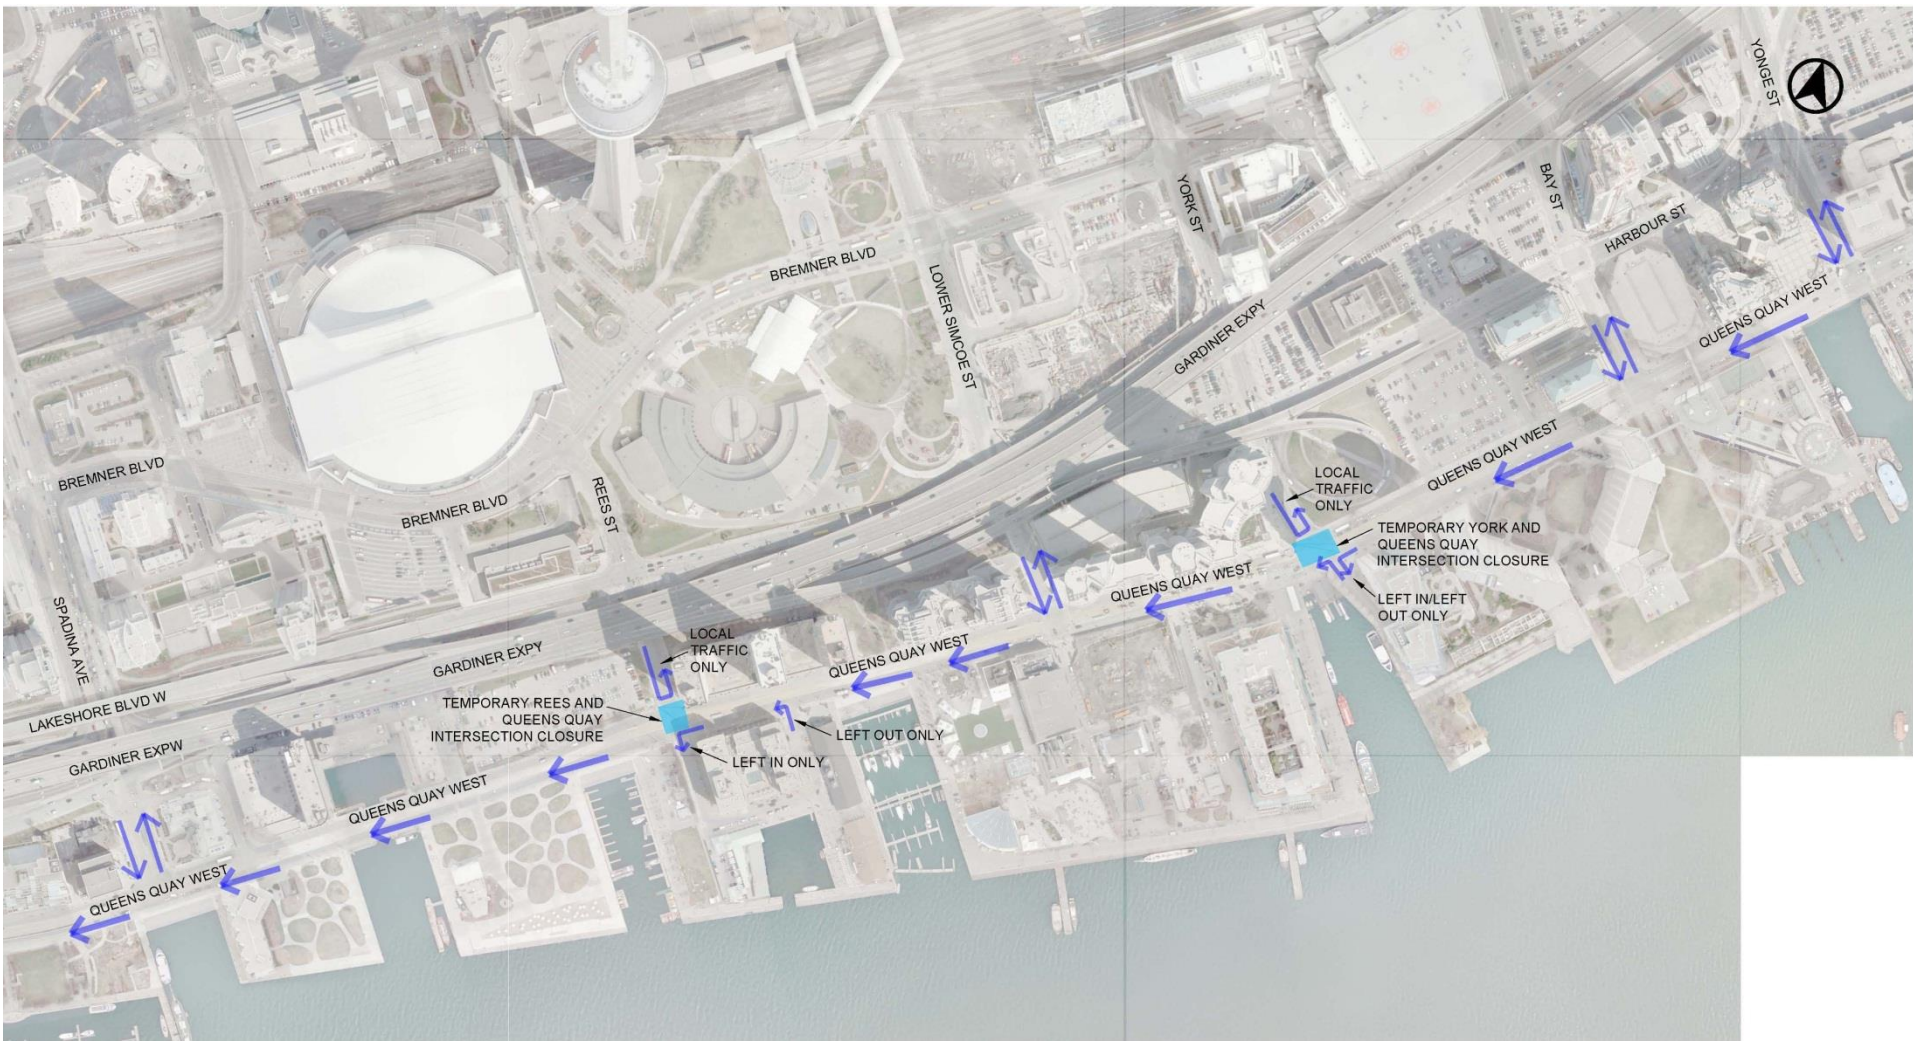 YONGE ST
BAY ST
HARBOUR ST
YORK ST
BREMNER BLVD
LOWER SIMCOE ST
GARDINER EXPY
QUEENS QUAY WEST
QUEENS QUAY WEST
LOCAL
TRAFFIC
ONLY
TEMPORARY YORK AND
QUEENS QUAY
INTERSECTION CLOSURE
LEFT IN/LEFT
OUT ONLY
BREMNER BLVD
BREMNER BLVD
REES ST
SPADINA AVE
QUEENS QUAY WEST
QUEENS QUAY WEST
LOCAL
TRAFFIC
ONLY
GARDINER EXPY
LAKESHORE BLVD W
GARDINER EXPW
TEMPORARY REES AND
QUEENS QUAY
INTERSECTION CLOSURE
LEFT OUT ONLY
LEFT IN ONLY
QUEENS QUAY WEST
QUEENS QUAY WEST